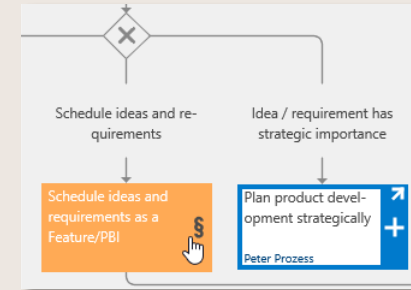 Schedule ideas and re-
quirements
Idea / requirement has
strategic importance
Schedule ideas and
requirements as a
Feature/PBI
§
Plan product devel-
opment strategically
Peter Prozess